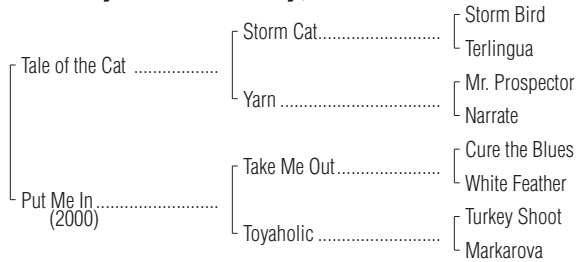 Storm Bird
Storm Cat..................
Terlingua
Tale of the Cat ..................
Mr. Prospector
Yarn ........................
Narrate
Cure the Blues
Take Me Out................
White Feather
Put Me In........................
(2000)
Turkey Shoot
Toyaholic ..................
Markarova